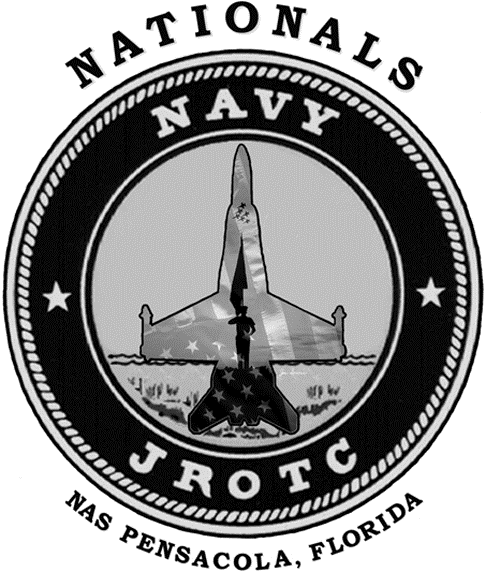 NATIONALS
NAVY
JROTC
NAS PENSACOLA, FLORIDA